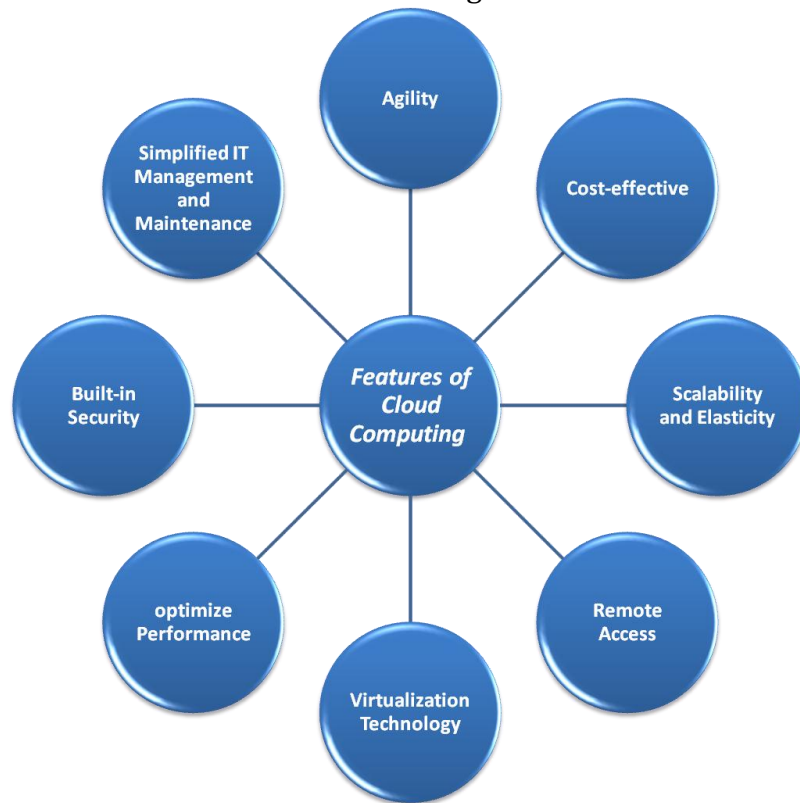 Agility
Cost-effective
Scalability
and Elasticity
Remote
Access
Virtualization
Technology
optimize
Performance
Built-in
Security
Simplified IT
Management
and
Maintenance
Features of
Cloud
Computing